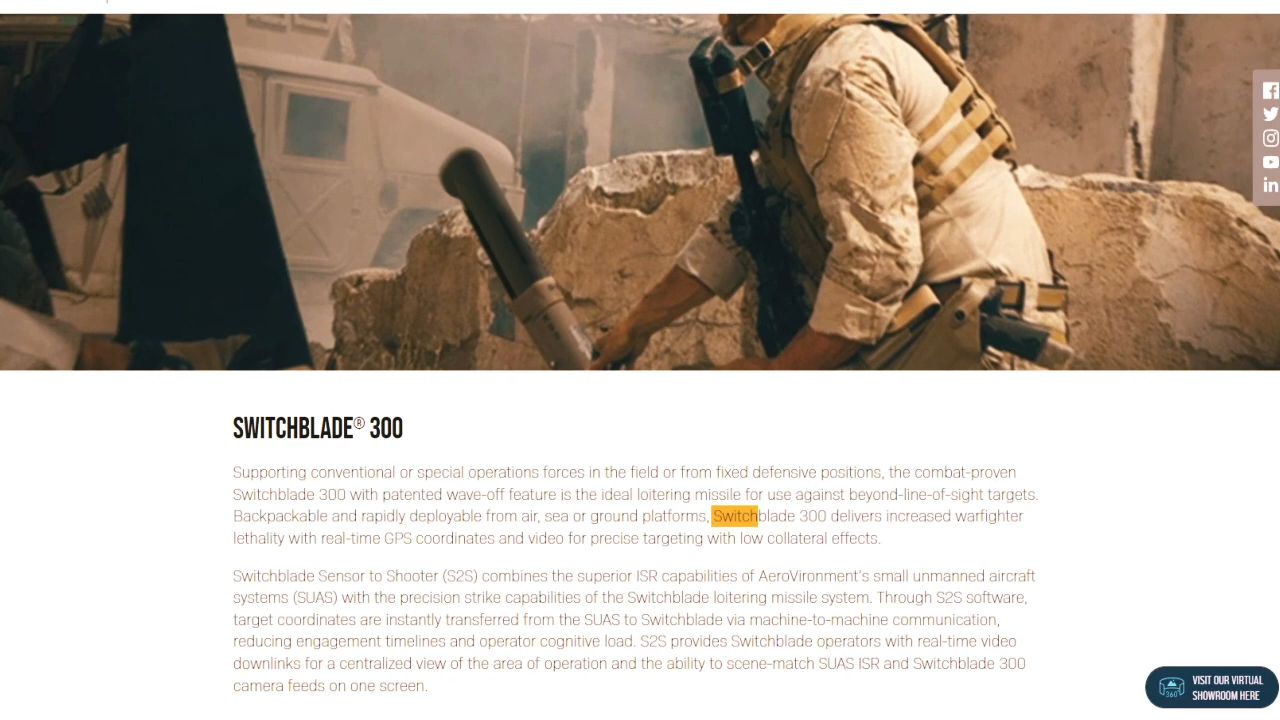 SWITCHBLADE® 300
Supporting conventional or special operations forces in the field or from fixed defensive positions, the combat-proven
Switchblade 300 with patented wave-off feature is the ideal loitering missile for use against beyond-line-of-sight targets.
Backpackable and rapidly deployable from air, sea or ground platforms, Switchblade 300 delivers increased warfighter
lethality with real-time GPS coordinates and video for precise targeting with low collateral effects.
Switchblade Sensor to Shooter (S2S) combines the superior ISR capabilities of AeroVironment's small unmanned aircraft
systems (SUAS) with the precision strike capabilities of the Switchblade loitering missile system. Through S2S software,
target coordinates are instantly transferred from the SUAS to Switchblade via machine-to-machine communication,
reducing engagement timelines and operator cognitive load. S2S provides Switchblade operators with real-time video
downlinks for a centralized view of the area of operation and the ability to scene-match SUAS ISR and Switchblade 300
camera feeds on one screen.
360°
VISIT OUR VIRTUAL
SHOWROOM HERE